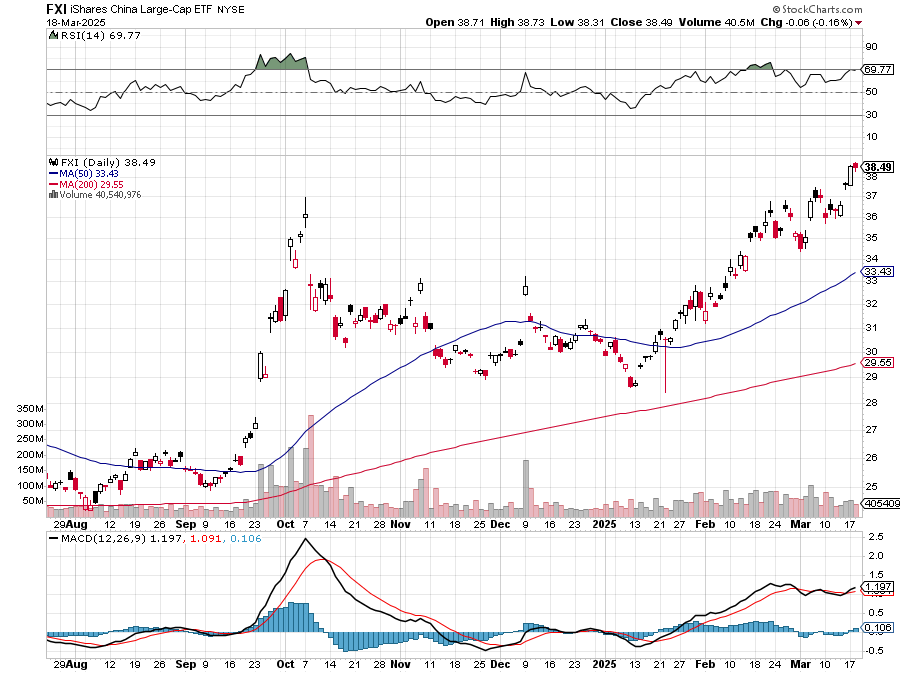 FXI iShares China Large-Cap ETF NYSE
© StockCharts.com
18-Mar-2025
Open 38.71 High 38.73 Low 38.31 Close 38.49 Volume 40.5M Chg -0.06 (-0.16%)
RSI(14) 69.77
90
69.77
50
30
10
FXI (Daily) 38.49
MA(50) 33.43
MA(200) 29.55
Volume 40,540,976
38.49
38
37
36
35
34
33.43
33
32
31
30
29.55
29
28
27
26
25
350M
300M
250M
200M
150M
100M
50M
405409
29 Aug 12 19 26 Sep 9 16 23 Oct 7 14 21 28 Nov 11 18 25 Dec 9 16 23 2025 13 21 27 Feb 10 18 24 Mar 10 17
MACD(12,26,9) 1.197, 1.091, 0.106
2.5
2.0
1.5
1.197
0.5
0.106
-0.5
29 Aug 12 19 26 Sep 9 16 23 Oct 7 14 21 28 Nov 11 18 25 Dec 9 16 23 2025 13 21 27 Feb 10 18 24 Mar 10 17